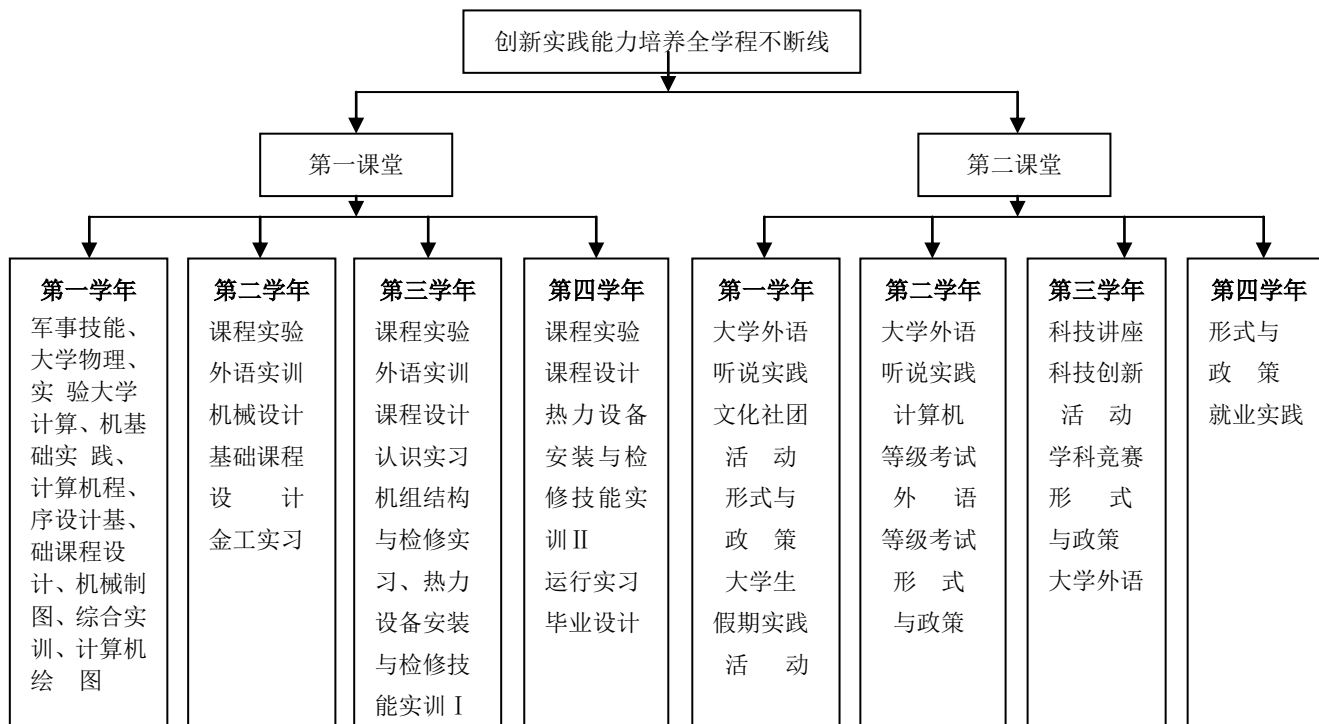 创新实践能力培养全学程不断线
第一课堂
第二课堂
第一学年
军事技能、
大学物理、
实 验大学
计算、机基
础实 践、
计算机程、
序设计基、
础课程设
计、机械制
图、综合实
训、计算机
绘 图
第二学年
课程实验
外语实训
机械设计
基础课程
设 计
金工实习
第三学年
课程实验
外语实训
课程设计
认识实习
机组结构
与检修实
习、热力
设备安装
与检修技
能实训Ⅰ
第四学年
课程实验
课程设计
热力设备
安装与检
修技能实
训Ⅱ
运行实习
毕业设计
第一学年
大学外语
听说实践
文化社团
活 动
形式与
政 策
大学生
假期实践
活 动
第二学年
大学外语
听说实践
计算机
等级考试
外 语
等级考试
形 式
与政策
第三学年
科技讲座
科技创新
活 动
学科竞赛
形 式
与政策
大学外语
第四学年
形式与
政 策
就业实践